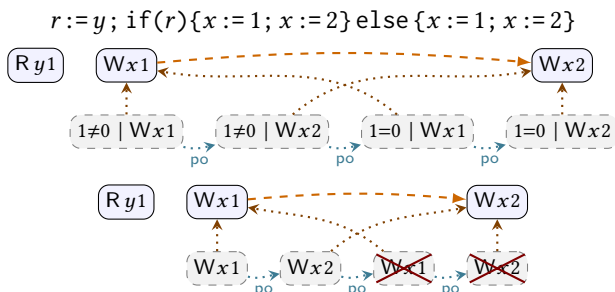 r := y; if(r){x := 1; x := 2} else {x := 1; x := 2}
R y1 Wx1 Wx2
1≠0 | Wx1 1≠0 | Wx2 1=0 | Wx1 1=0 | Wx2
po po po
R y1 Wx1 Wx2
Wx1 Wx2 Wx1 Wx2
po po po